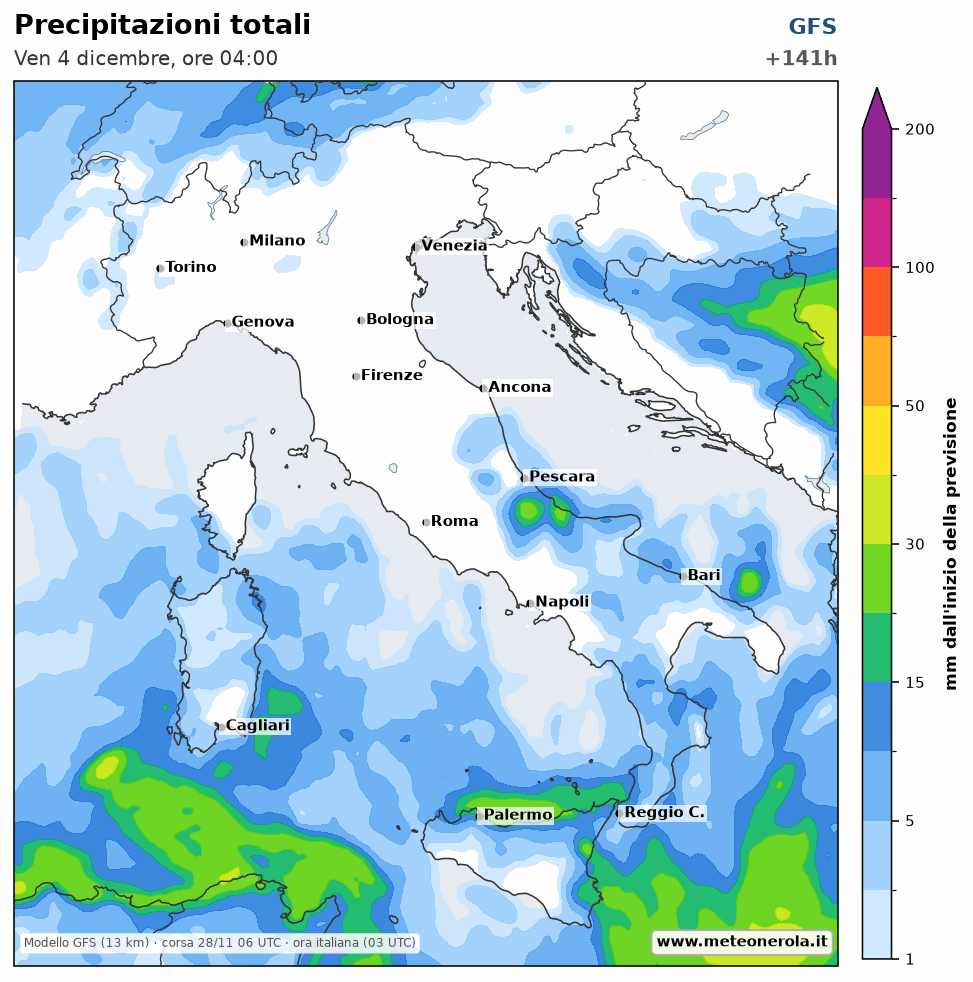 Precipitazioni totali
GFS
Ven 4 dicembre, ore 04:00
+141h
200
100
50
30
15
5
1
mm dall'inizio della previsione
Milano
Venezia
Torino
Genova
Bologna
Firenze
Ancona
Pescara
Roma
Bari
Napoli
Cagliari
Palermo
Reggio C.
Modello GFS (13 km) · corsa 28/11 06 UTC · ora italiana (03 UTC)
www.meteonerola.it